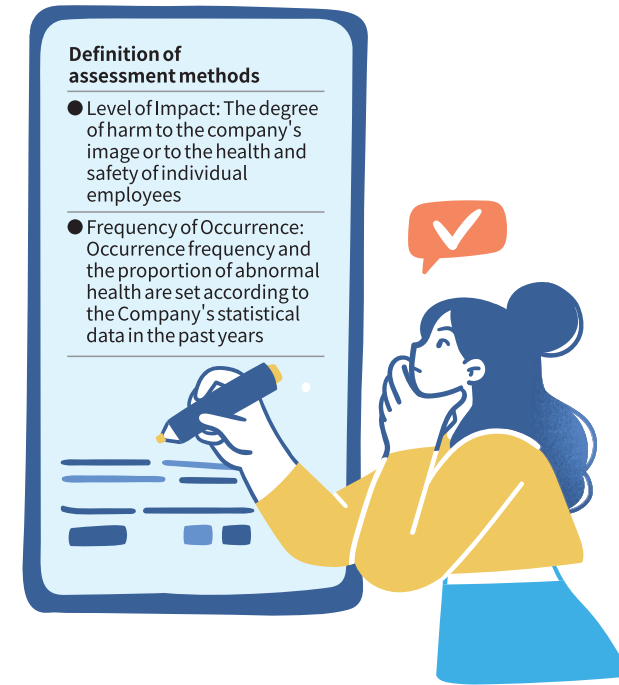 Definition of
assessment methods
● Level of Impact: The degree
of harm to the company's
image or to the health and
safety of individual
employees
● Frequency of Occurrence:
Occurrence frequency and
the proportion of abnormal
health are set according to
the Company's statistical
data in the past years